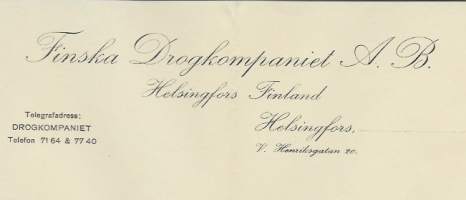 Finska Drogkompaniet A. B.
Helsingfors Finland
Telegrafadress:
DROGKOMPANIET
Telefon 7164 & 7740
Helsingfors,
V. Henriksgatan 20.